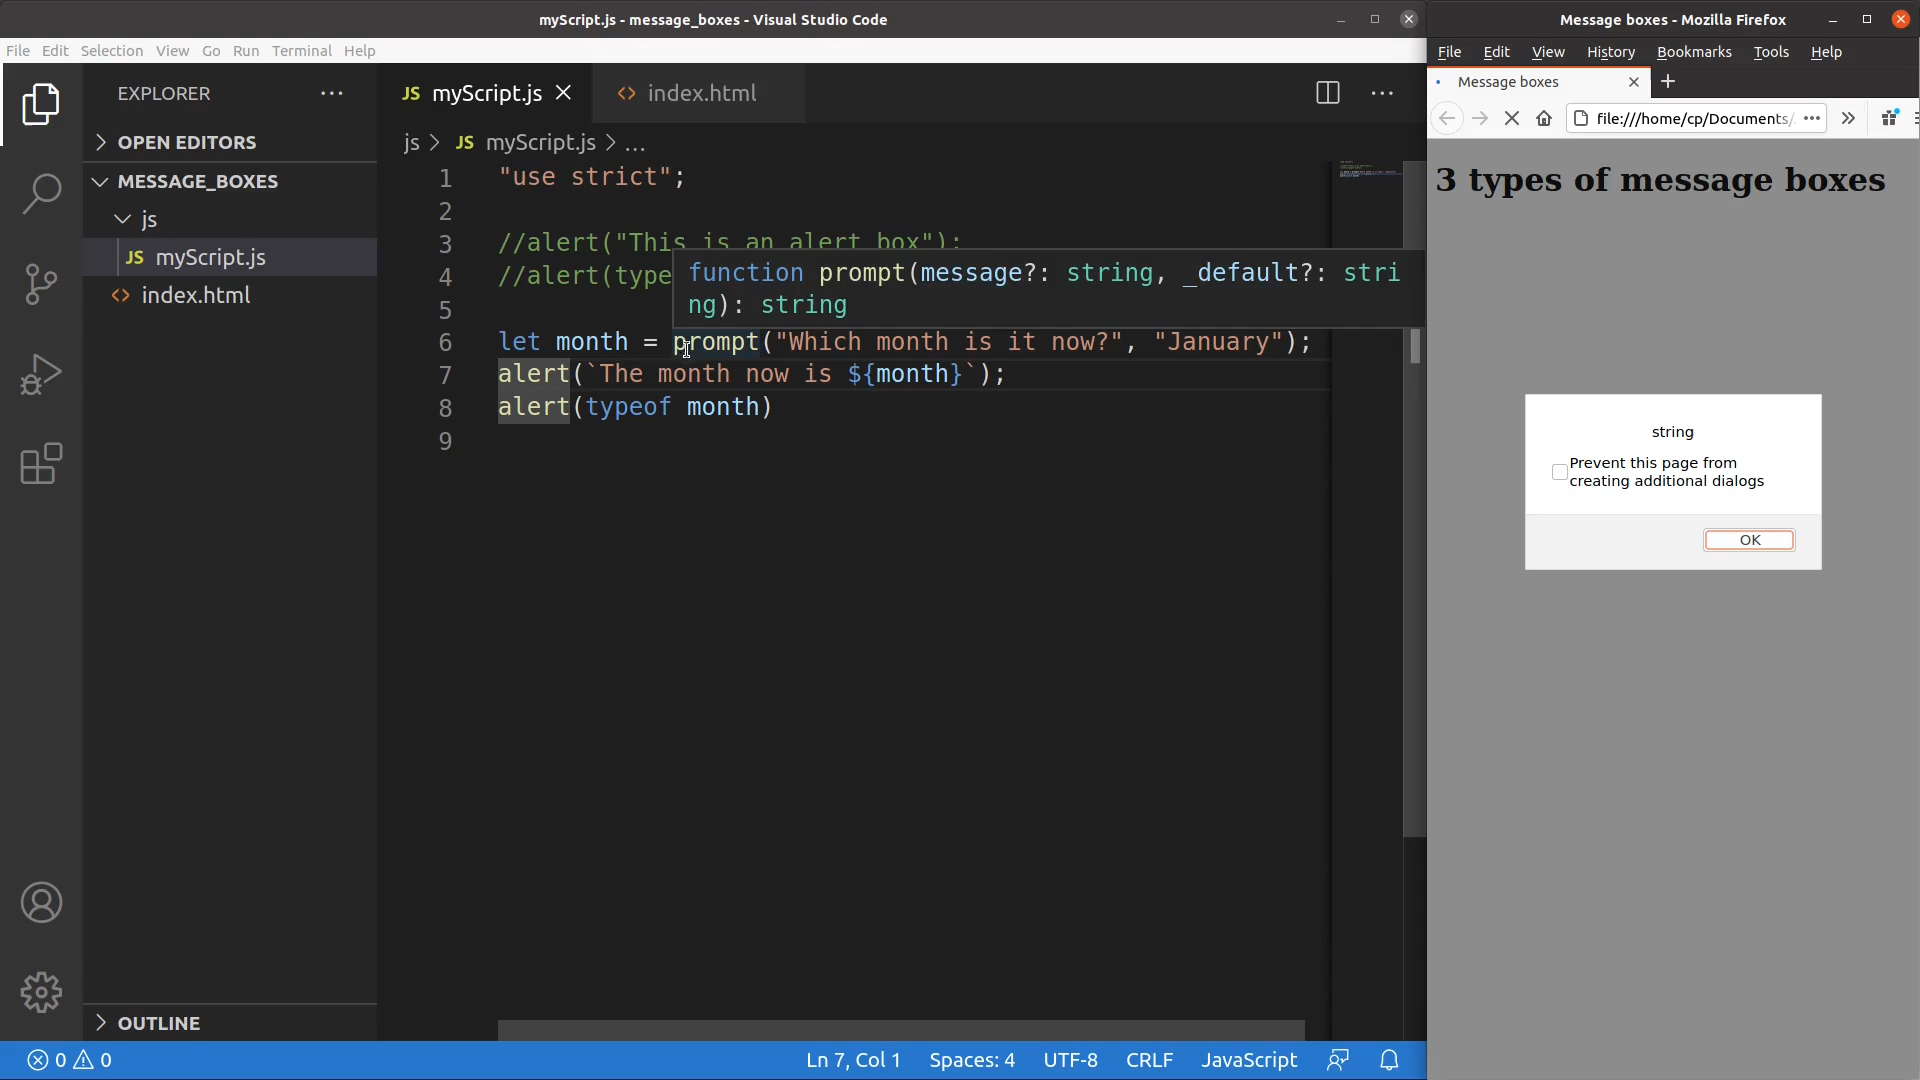 myScript.js - message_boxes - Visual Studio Code
File Edit Selection View Go Run Terminal Help
EXPLORER
OPEN EDITORS
MESSAGE_BOXES
js
JS myScript.js
<> index.html
OUTLINE
JS myScript.js
<> index.html
js > JS myScript.js > ...
1 "use strict";
2
3 //alert("This is an alert box");
4 //alert(type
function prompt(message?: string, _default?: stri
ng): string
5
6 let month = prompt("Which month is it now?", "January");
7 alert(`The month now is ${month}`);
8 alert(typeof month)
9
0 0
Ln 7, Col 1 Spaces: 4 UTF-8 CRLF JavaScript
Message boxes - Mozilla Firefox
File Edit View History Bookmarks Tools Help
Message boxes
file:///home/cp/Documents/
3 types of message boxes
string
Prevent this page from
creating additional dialogs
OK